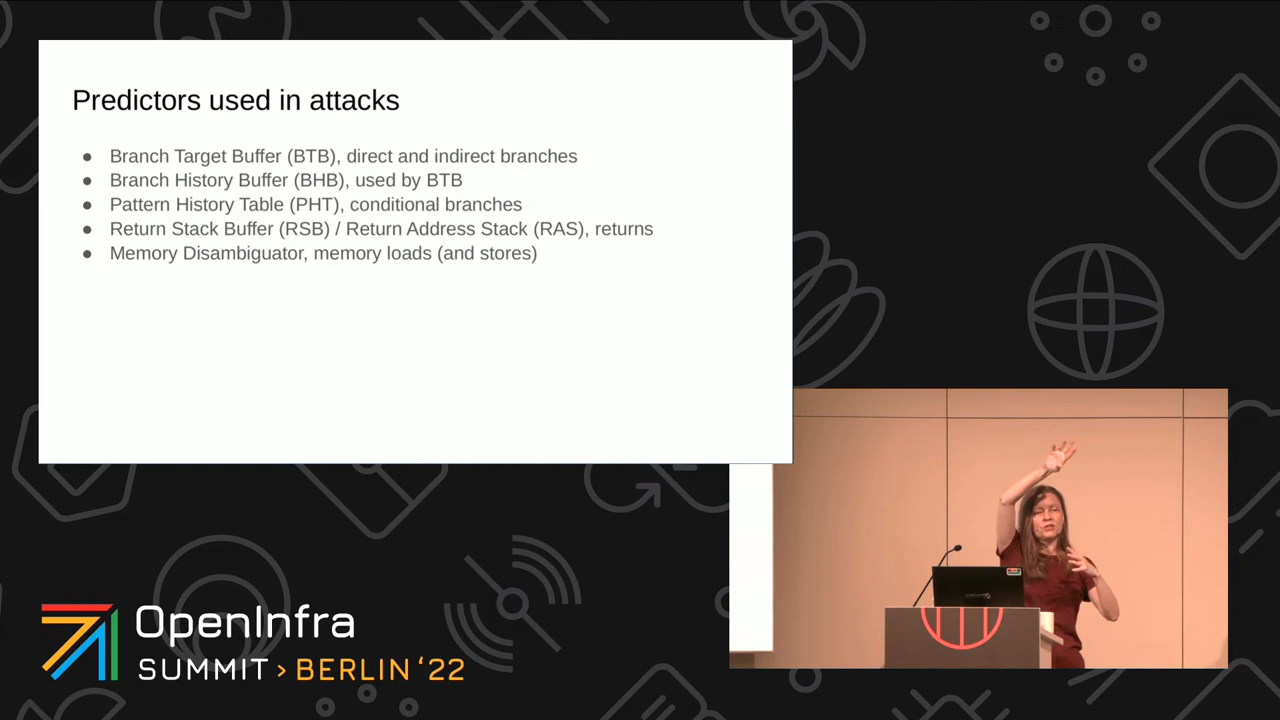 Predictors used in attacks
● Branch Target Buffer (BTB), direct and indirect branches
● Branch History Buffer (BHB), used by BTB
● Pattern History Table (PHT), conditional branches
● Return Stack Buffer (RSB) / Return Address Stack (RAS), returns
● Memory Disambiguator, memory loads (and stores)
OpenInfra
SUMMIT > BERLIN ‘22